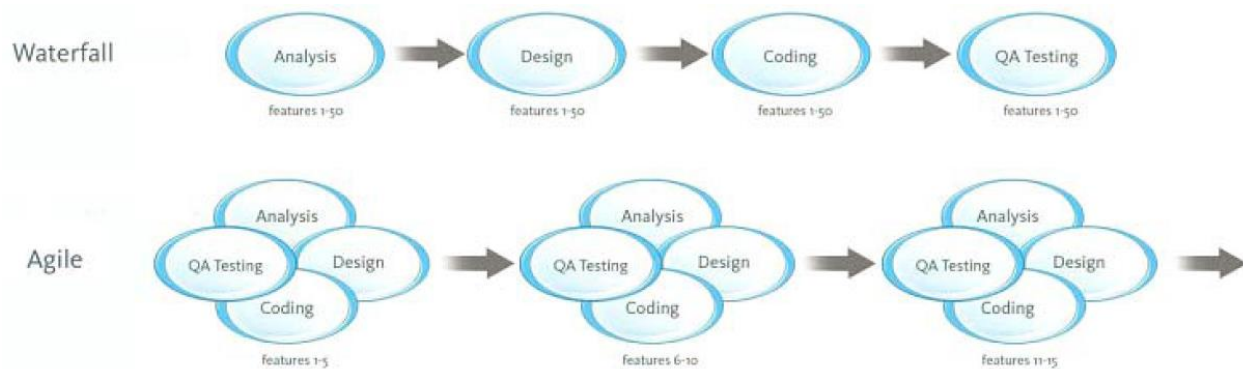 Waterfall
Analysis
Design
Coding
QA Testing
features 1-50
features 1-50
features 1-50
features 1-50
Agile
Analysis
QA Testing
Design
Coding
features 1-5
Analysis
QA Testing
Design
Coding
features 6-10
Analysis
QA Testing
Design
Coding
features 11-15